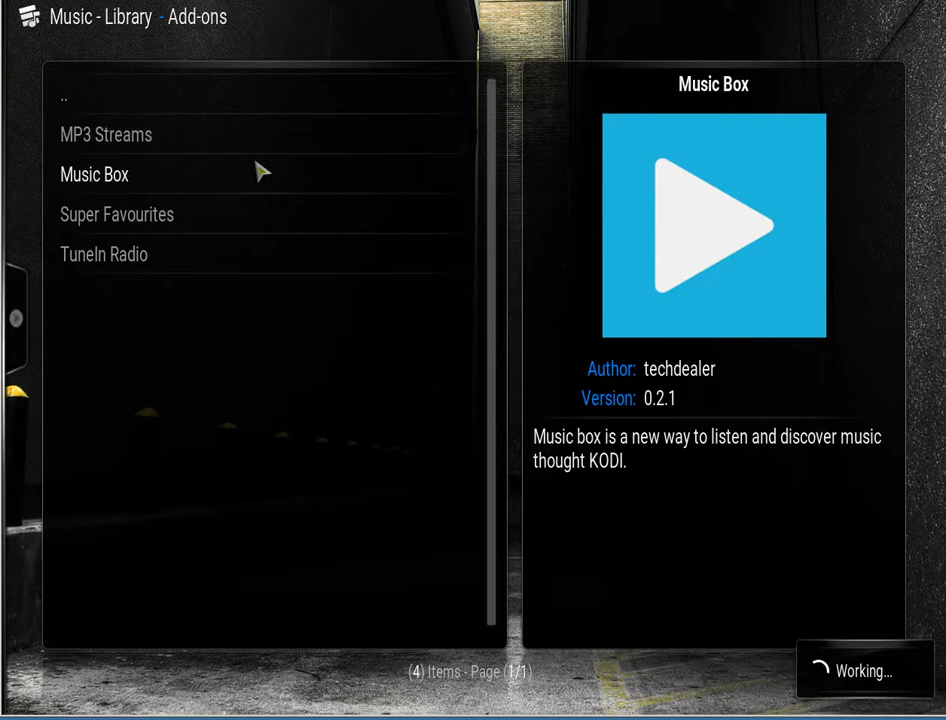 Music - Library - Add-ons
..
MP3 Streams
Music Box
Super Favourites
TuneIn Radio
Music Box
Author: techdealer
Version: 0.2.1
Music box is a new way to listen and discover music
thought KODI.
(4) Items - Page (1/1)
Working...